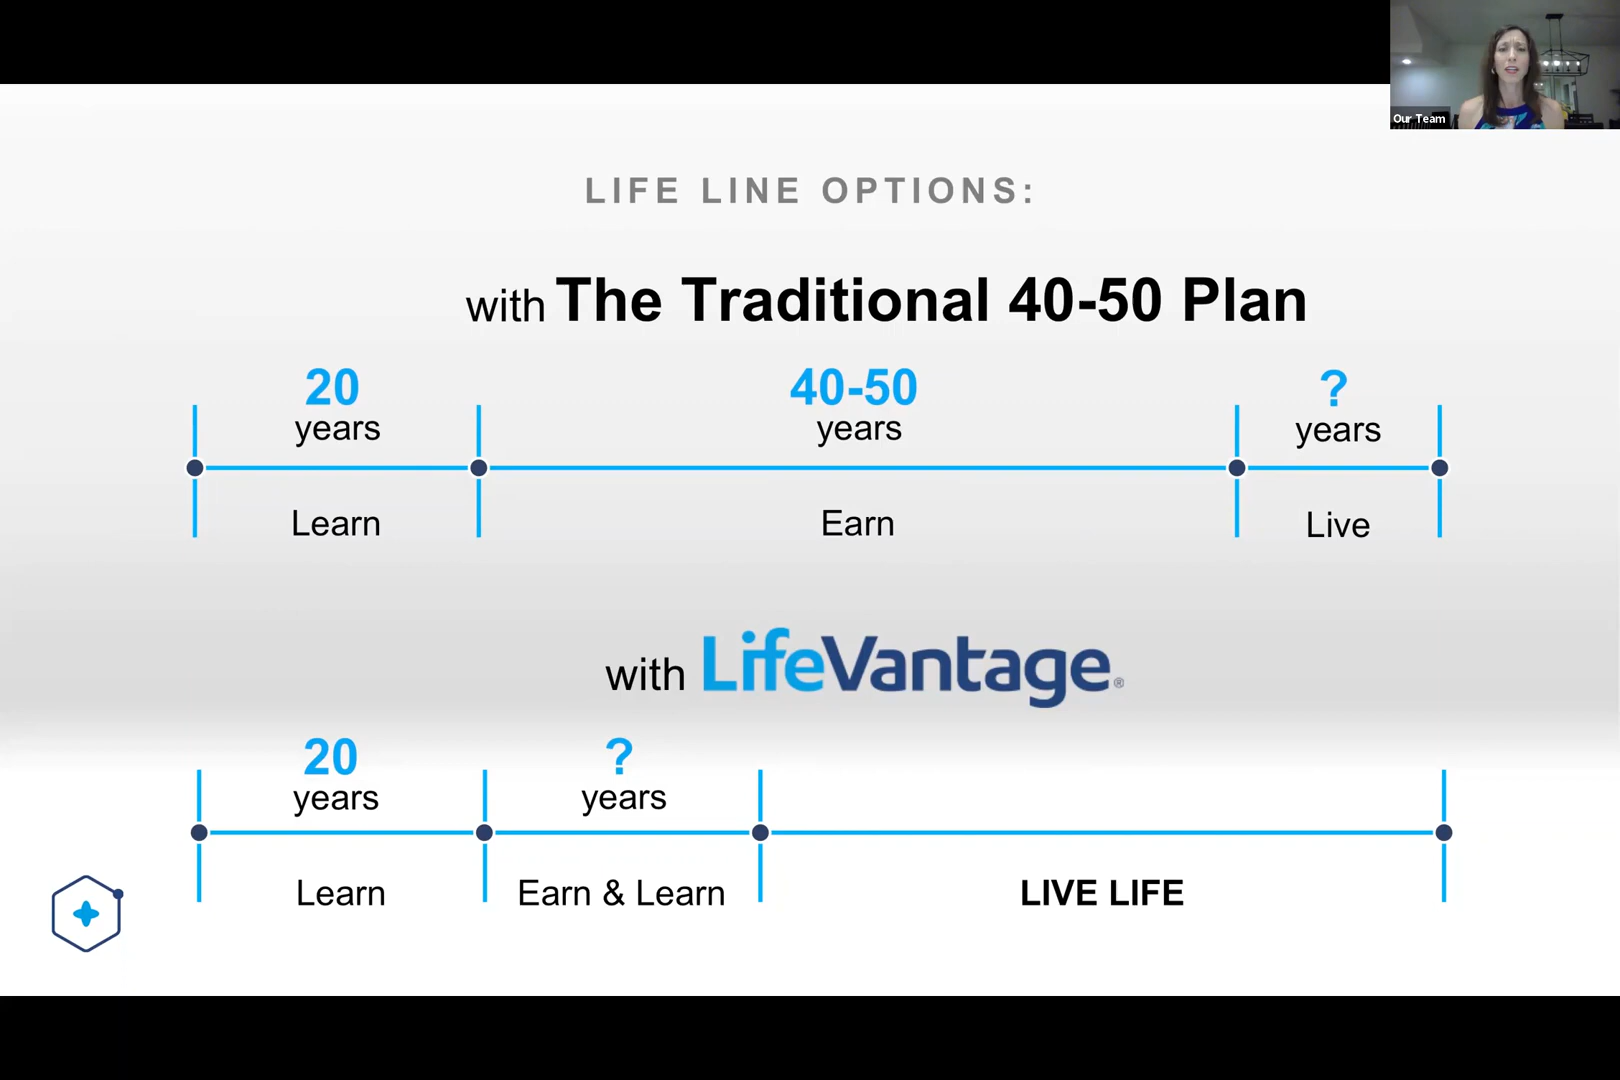 Our Team
LIFE LINE OPTIONS:
with The Traditional 40-50 Plan
20 40-50 ?
years years years
Learn Earn Live
with LifeVantage®
20 ?
years years
Learn Earn & Learn LIVE LIFE